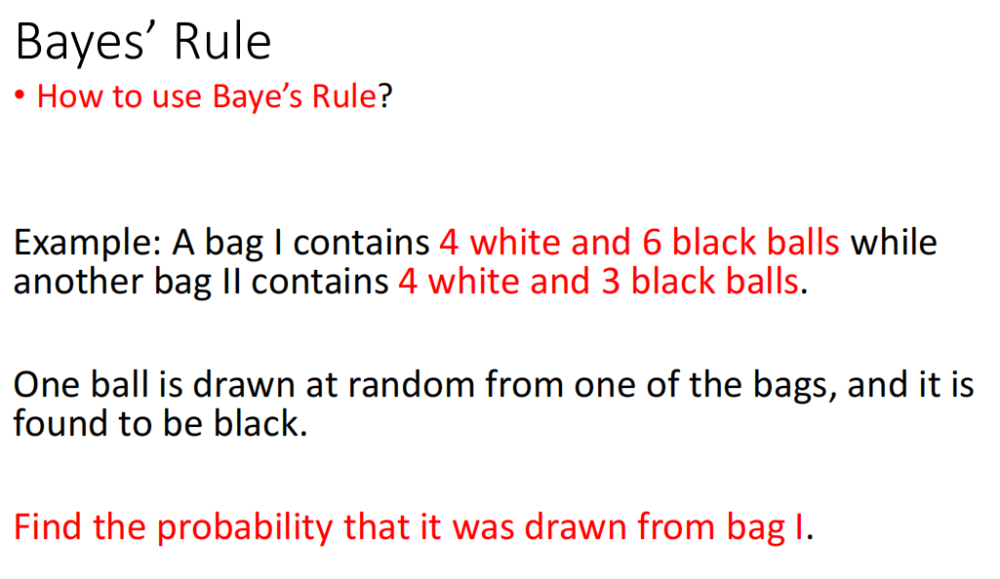 Bayes’ Rule
• How to use Baye’s Rule?
Example: A bag I contains 4 white and 6 black balls while
another bag II contains 4 white and 3 black balls.
One ball is drawn at random from one of the bags, and it is
found to be black.
Find the probability that it was drawn from bag I.